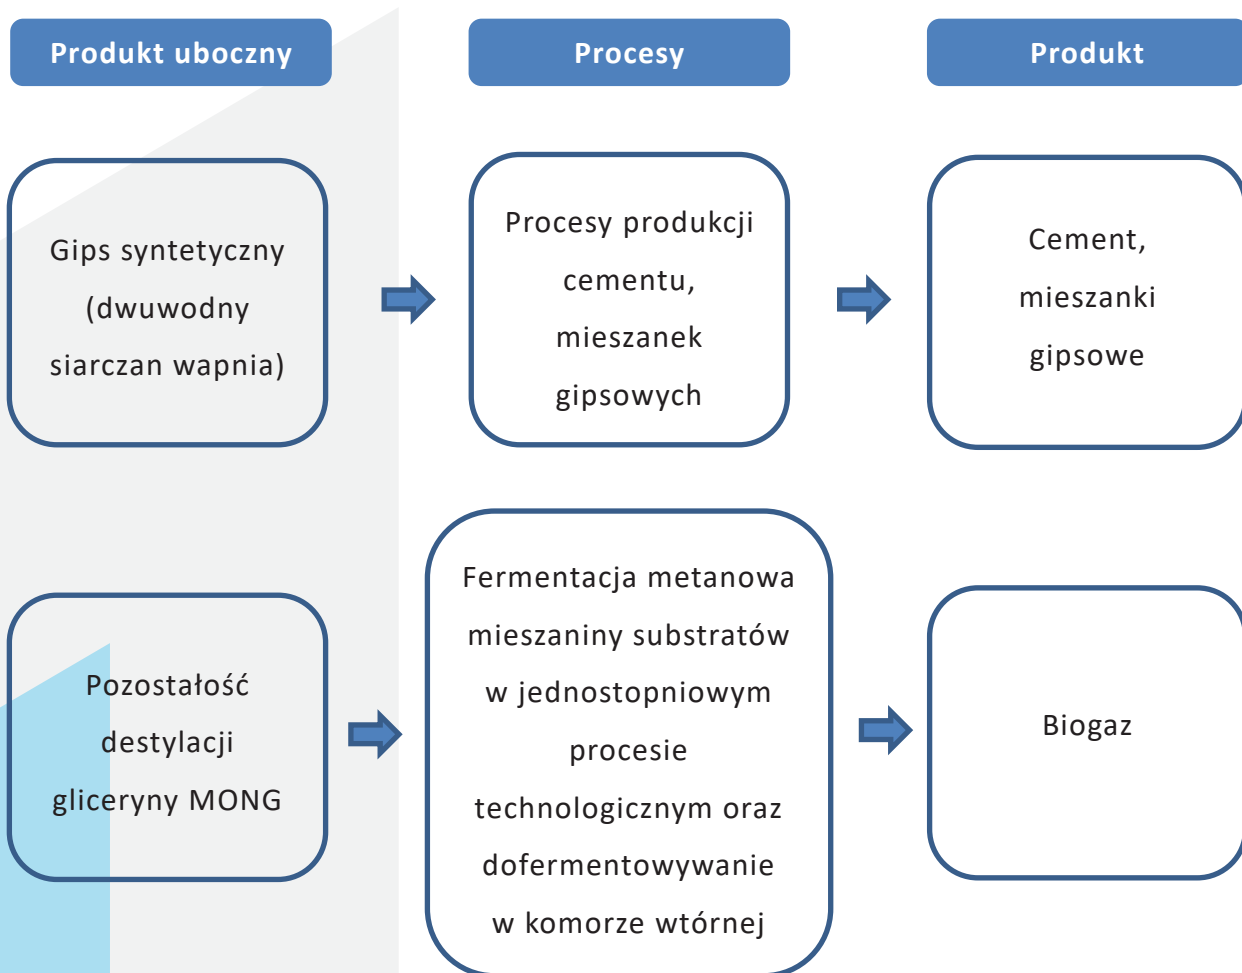 Produkt uboczny
Procesy
Produkt
Gips syntetyczny
(dwuwodny
siarczan wapnia)
Procesy produkcji
cementu,
mieszanek
gipsowych
Cement,
mieszanki
gipsowe
Pozostałość
destylacji
gliceryny MONG
Fermentacja metanowa
mieszaniny substratów
w jednostopniowym
procesie
technologicznym oraz
dofermentowywanie
w komorze wtórnej
Biogaz